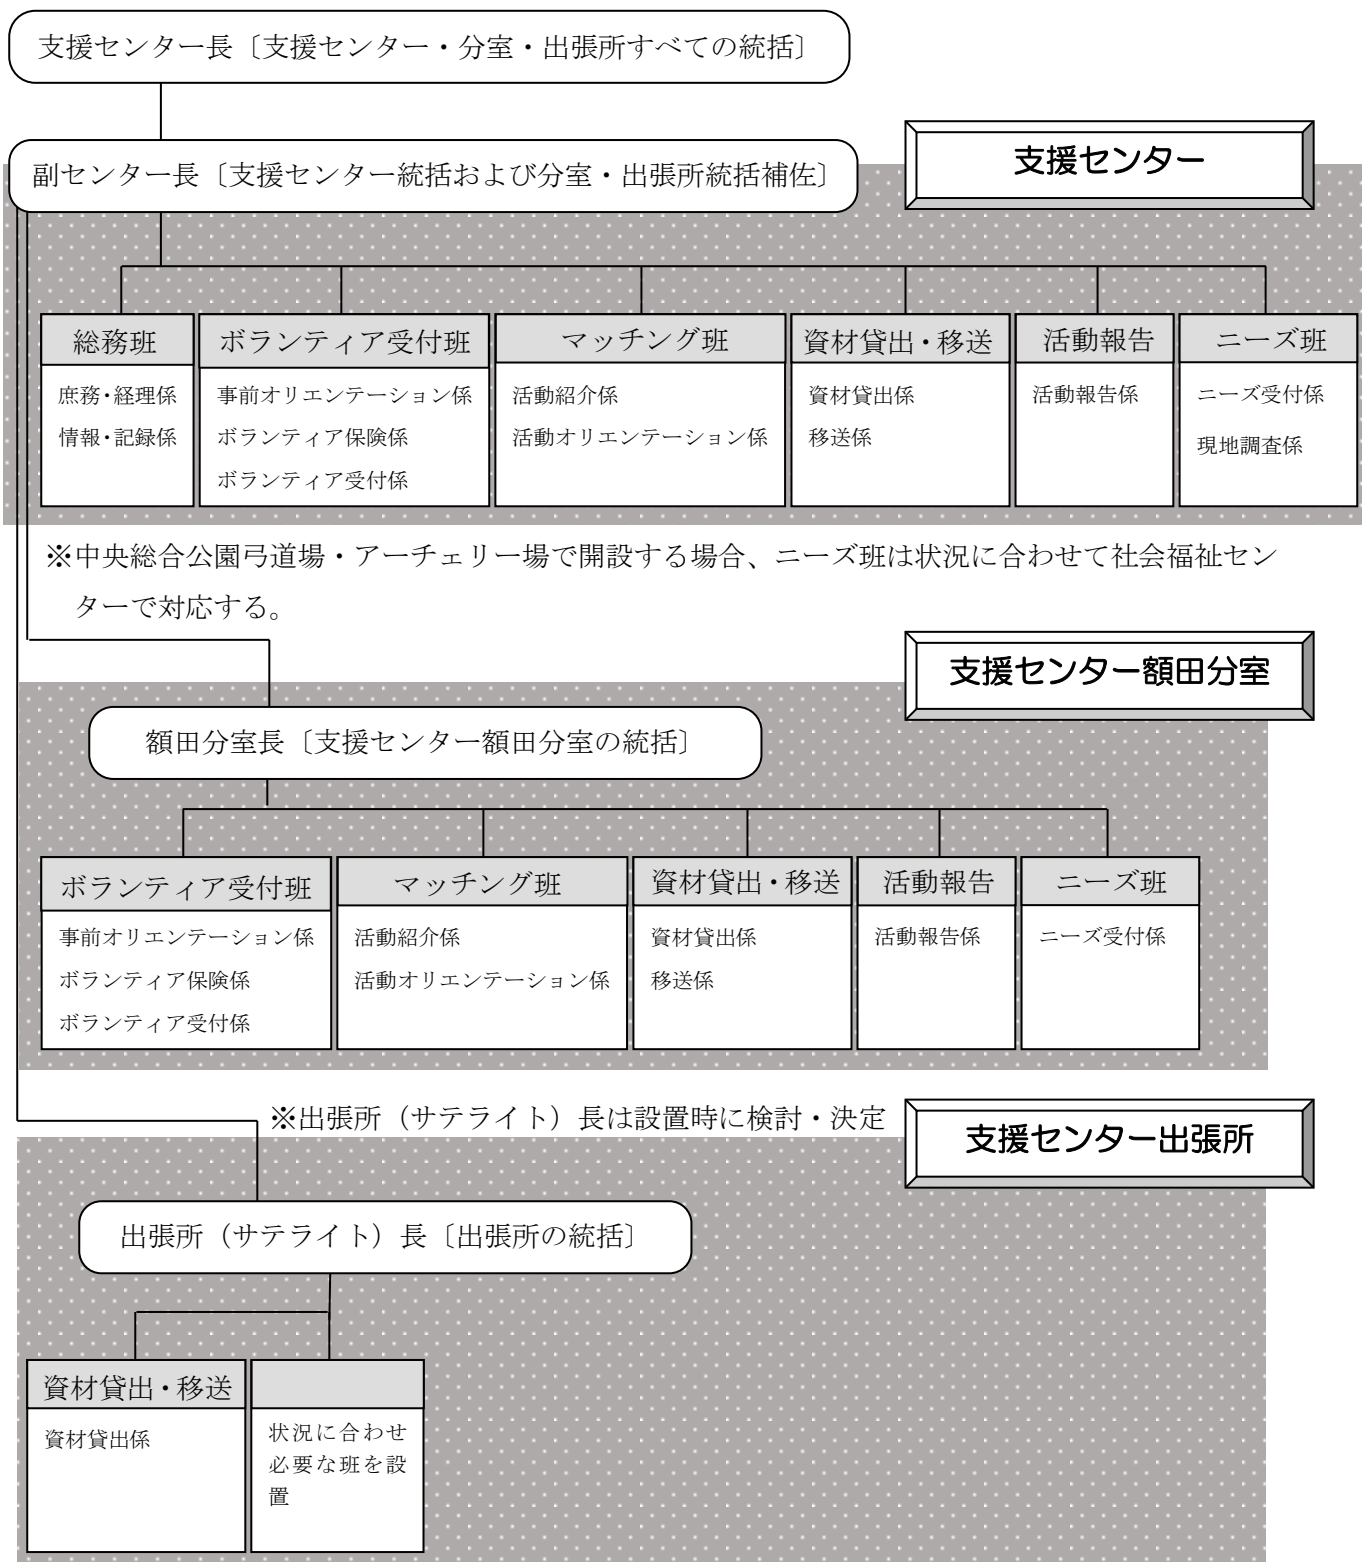 支援センター長〔支援センター・分室・出張所すべての統括〕
支援センター
副センター長〔支援センター統括および分室・出張所統括補佐〕
総務班
庶務・経理係
情報・記録係
ボランティア受付班
事前オリエンテーション係
ボランティア保険係
ボランティア受付係
マッチング班
活動紹介係
活動オリエンテーション係
資材貸出・移送
資材貸出係
移送係
活動報告
活動報告係
ニーズ班
ニーズ受付係
現地調査係
※中央総合公園弓道場・アーチェリー場で開設する場合、ニーズ班は状況に合わせて社会福祉セン
ターで対応する。
支援センター額田分室
額田分室長〔支援センター額田分室の統括〕
ボランティア受付班
事前オリエンテーション係
ボランティア保険係
ボランティア受付係
マッチング班
活動紹介係
活動オリエンテーション係
資材貸出・移送
資材貸出係
移送係
活動報告
活動報告係
ニーズ班
ニーズ受付係
※出張所（サテライト）長は設置時に検討・決定
支援センター出張所
出張所（サテライト）長〔出張所の統括〕
資材貸出・移送
資材貸出係
状況に合わせ
必要な班を設
置